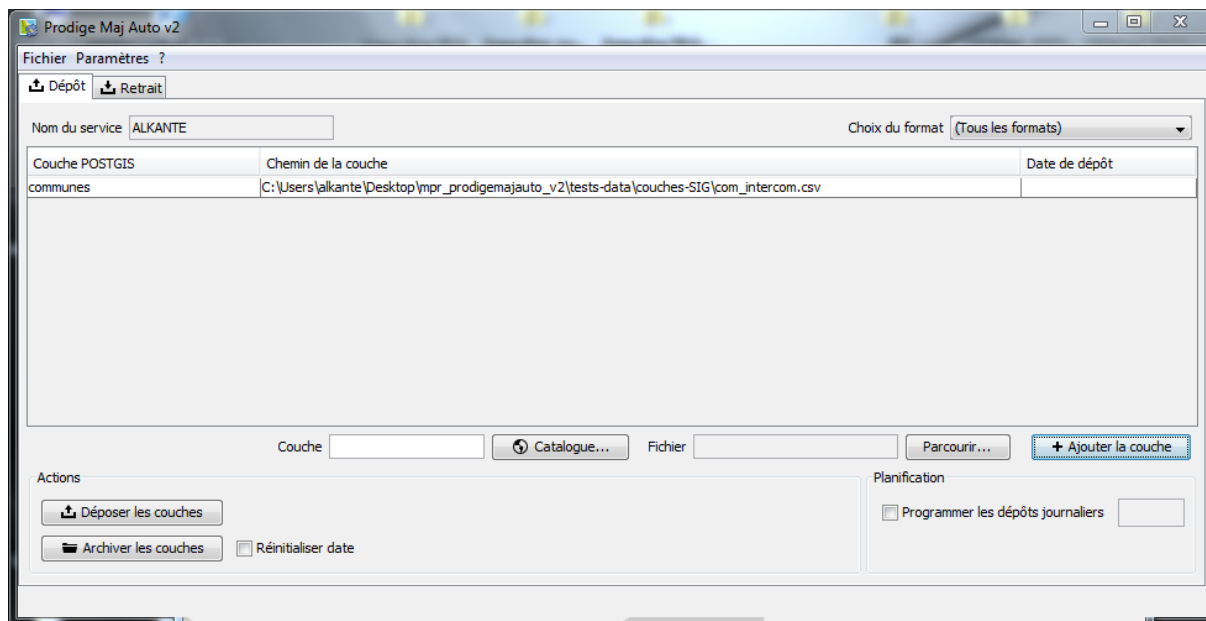 Prodige Maj Auto v2
Fichier Paramètres ?
Dépôt Retrait
Nom du service ALKANTE Choix du format (Tous les formats)
Couche POSTGIS Chemin de la couche Date de dépôt
communes C:\Users\alkante\Desktop\mpr_prodigemajauto_v2\tests-data\couches-SIG\com_intercom.csv
Couche Catalogue... Fichier Parcourir... + Ajouter la couche
Actions Planification
Déposer les couches Programmer les dépôts journaliers
Archiver les couches Réinitialiser date